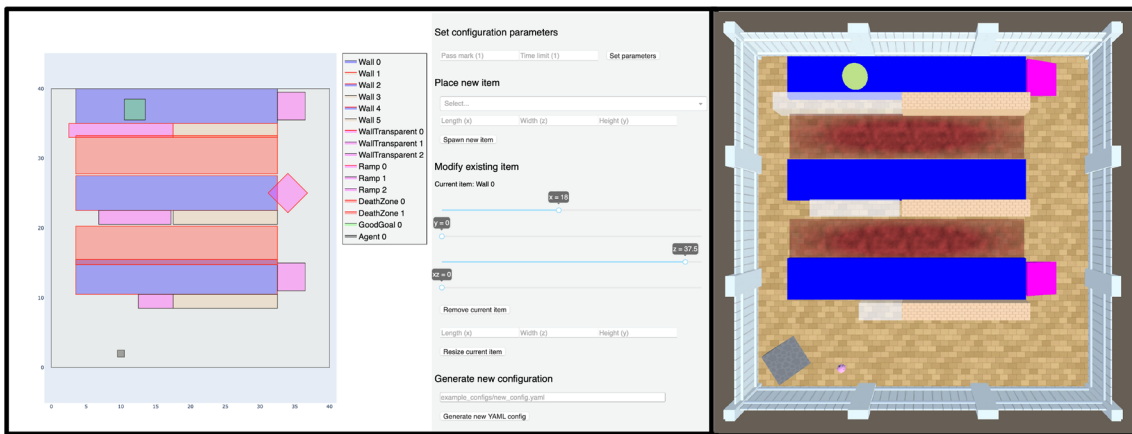 40
30
20
10
0
0 5 10 15 20 25 30 35 40
Wall 0
Wall 1
Wall 2
Wall 3
Wall 4
Wall 5
WallTransparent 0
WallTransparent 1
WallTransparent 2
Ramp 0
Ramp 1
Ramp 2
DeathZone 0
DeathZone 1
GoodGoal 0
Agent 0
Set configuration parameters
Pass mark (1) Time limit (1) Set parameters
Place new item
Select...
Length (x) Width (z) Height (y)
Spawn new item
Modify existing item
Current item: Wall 0
x = 18
y = 0
z = 37.5
xz = 0
Remove current item
Length (x) Width (z) Height (y)
Resize current item
Generate new configuration
example_configs/new_config.yaml
Generate new YAML config